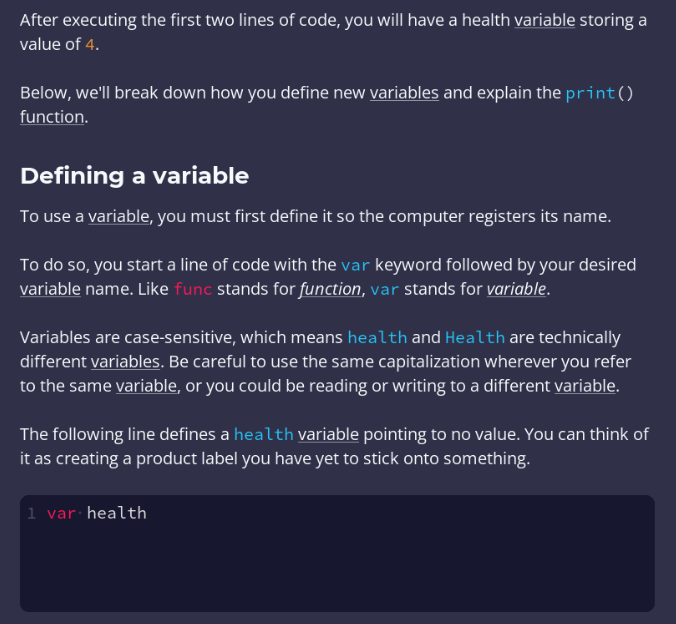 After executing the first two lines of code, you will have a health variable storing a
value of 4.
Below, we'll break down how you define new variables and explain the print()
function.
Defining a variable
To use a variable, you must first define it so the computer registers its name.
To do so, you start a line of code with the var keyword followed by your desired
variable name. Like func stands for function, var stands for variable.
Variables are case-sensitive, which means health and Health are technically
different variables. Be careful to use the same capitalization wherever you refer
to the same variable, or you could be reading or writing to a different variable.
The following line defines a health variable pointing to no value. You can think of
it as creating a product label you have yet to stick onto something.
1 var health